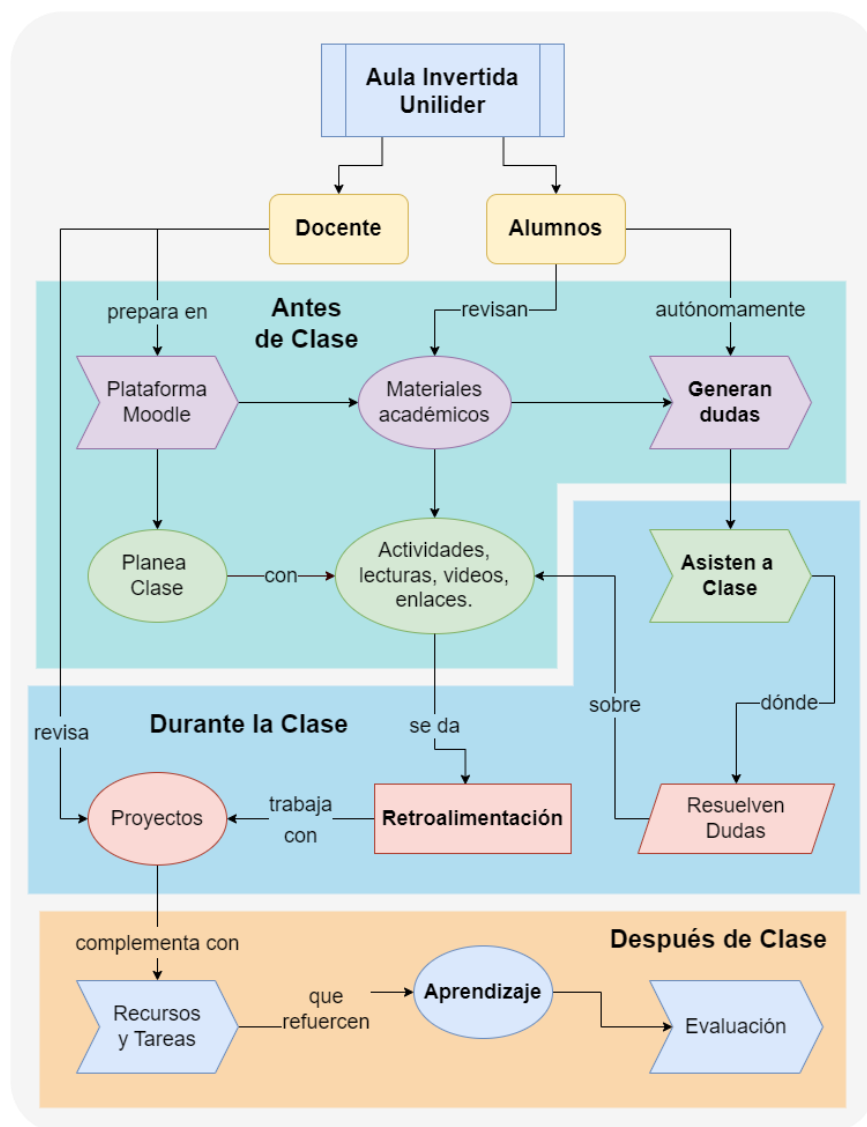 Aula Invertida
Unilider
Docente
Alumnos
Antes
de Clase
prepara en
revisan
autónomamente
Plataforma
Moodle
Materiales
académicos
Generan
dudas
Planea
Clase
con
Actividades,
lecturas, videos,
enlaces.
Asisten a
Clase
Durante la Clase
revisa
se da
sobre
dónde
Proyectos
trabaja
con
Retroalimentación
Resuelven
Dudas
complementa con
Después de Clase
Recursos
y Tareas
que
refuercen
Aprendizaje
Evaluación